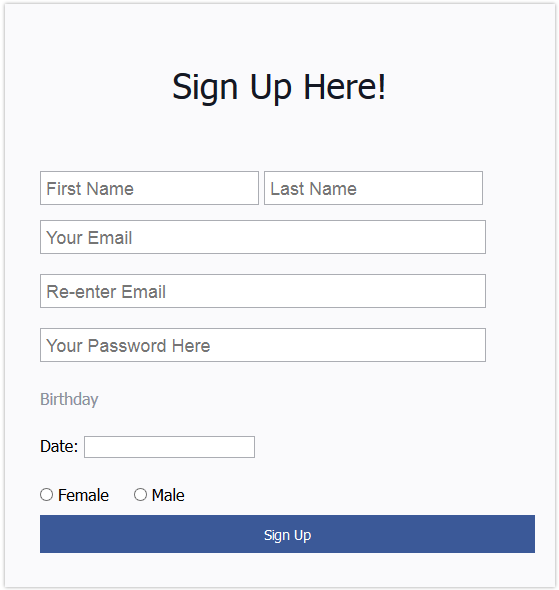 Sign Up Here!
First Name Last Name
Your Email
Re-enter Email
Your Password Here
Birthday
Date:
Female Male
Sign Up